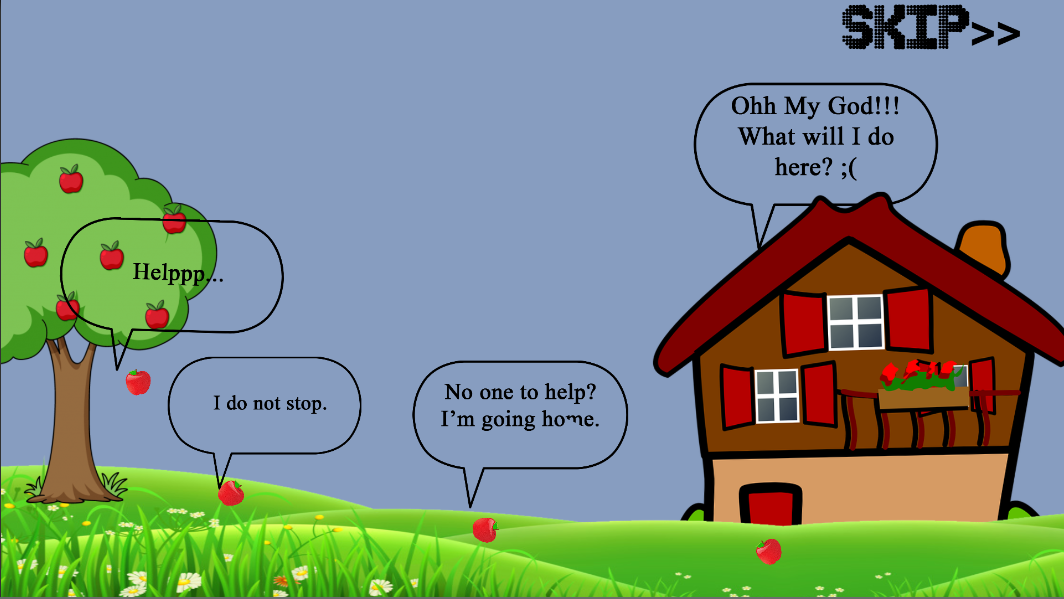 SKIP>>
Ohh My God!!!
What will I do
here? ;(
Helppp...
I do not stop.
No one to help?
I'm going home.